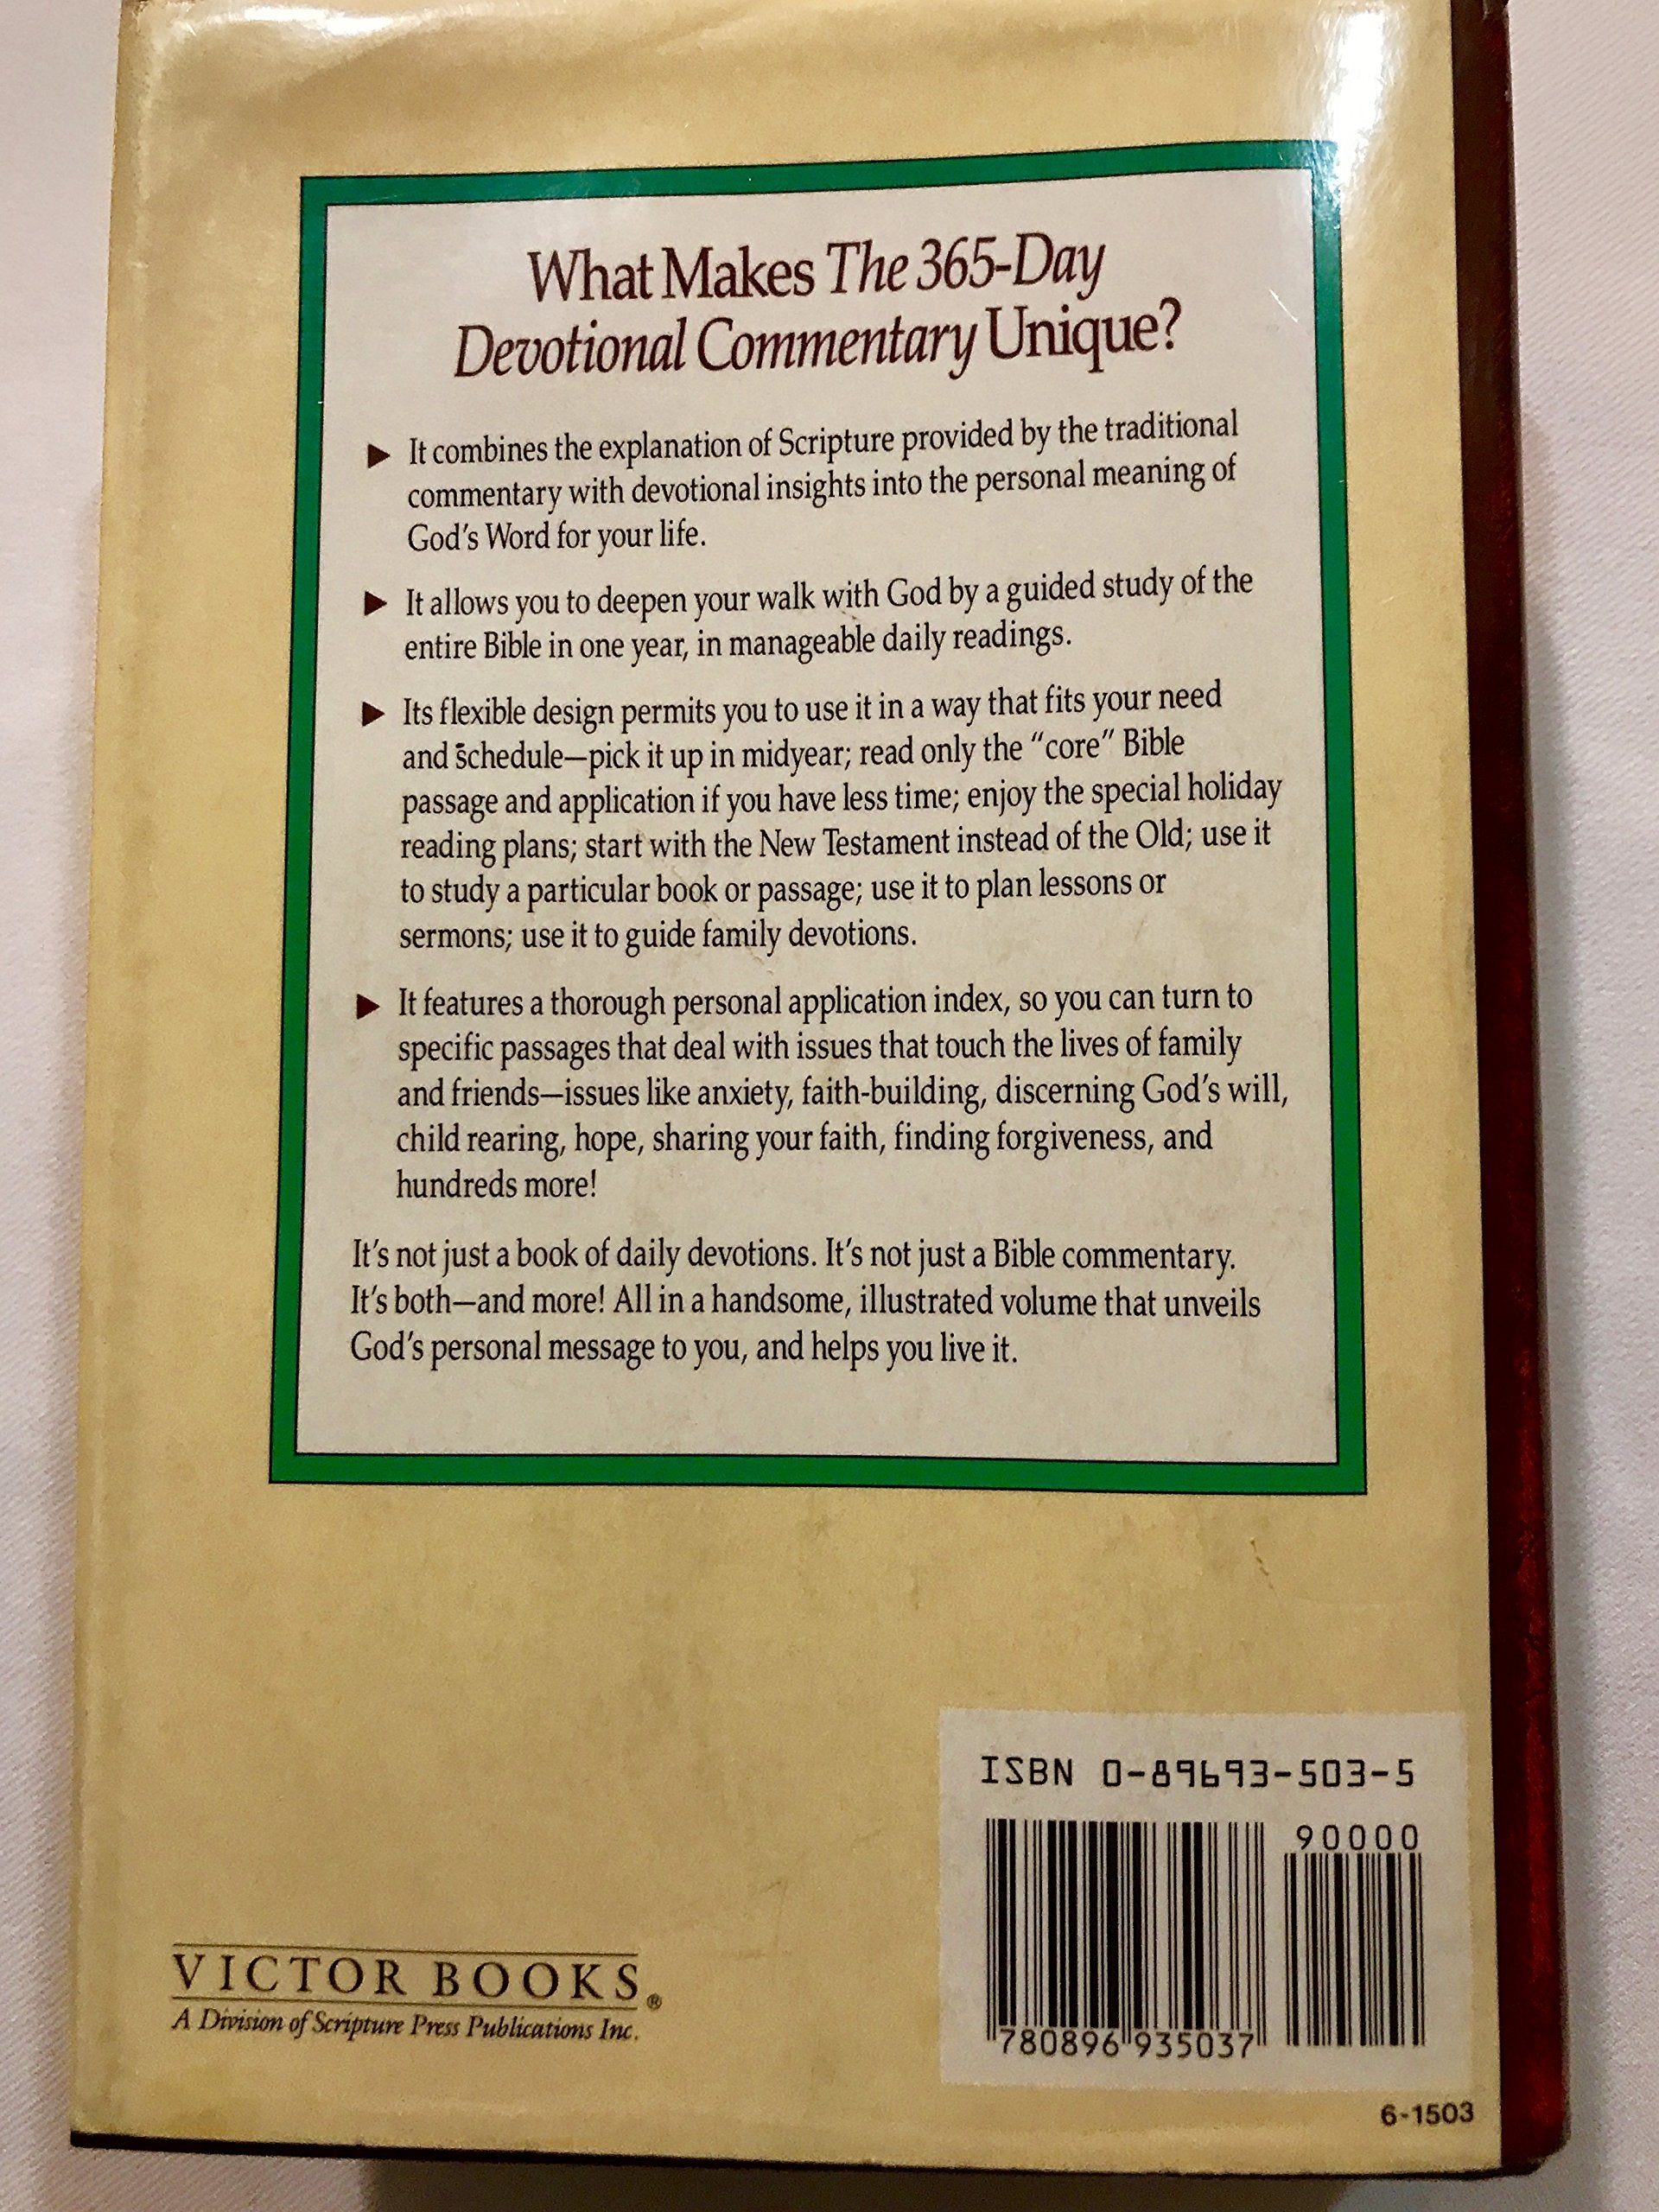 What Makes The 365-Day
Devotional Commentary Unique?
▶ It combines the explanation of Scripture provided by the traditional
commentary with devotional insights into the personal meaning of
God's Word for your life.
▶ It allows you to deepen your walk with God by a guided study of the
entire Bible in one year, in manageable daily readings.
▶ Its flexible design permits you to use it in a way that fits your need
and schedule—pick it up in midyear; read only the “core” Bible
passage and application if you have less time; enjoy the special holiday
reading plans; start with the New Testament instead of the Old; use it
to study a particular book or passage; use it to plan lessons or
sermons; use it to guide family devotions.
▶ It features a thorough personal application index, so you can turn to
specific passages that deal with issues that touch the lives of family
and friends—issues like anxiety, faith-building, discerning God's will,
child rearing, hope, sharing your faith, finding forgiveness, and
hundreds more!
It's not just a book of daily devotions. It's not just a Bible commentary.
It's both—and more! All in a handsome, illustrated volume that unveils
God's personal message to you, and helps you live it.
ISBN 0-89693-503-5
90000
780896 935037
VICTOR BOOKS®
A Division of Scripture Press Publications Inc.
6-1503